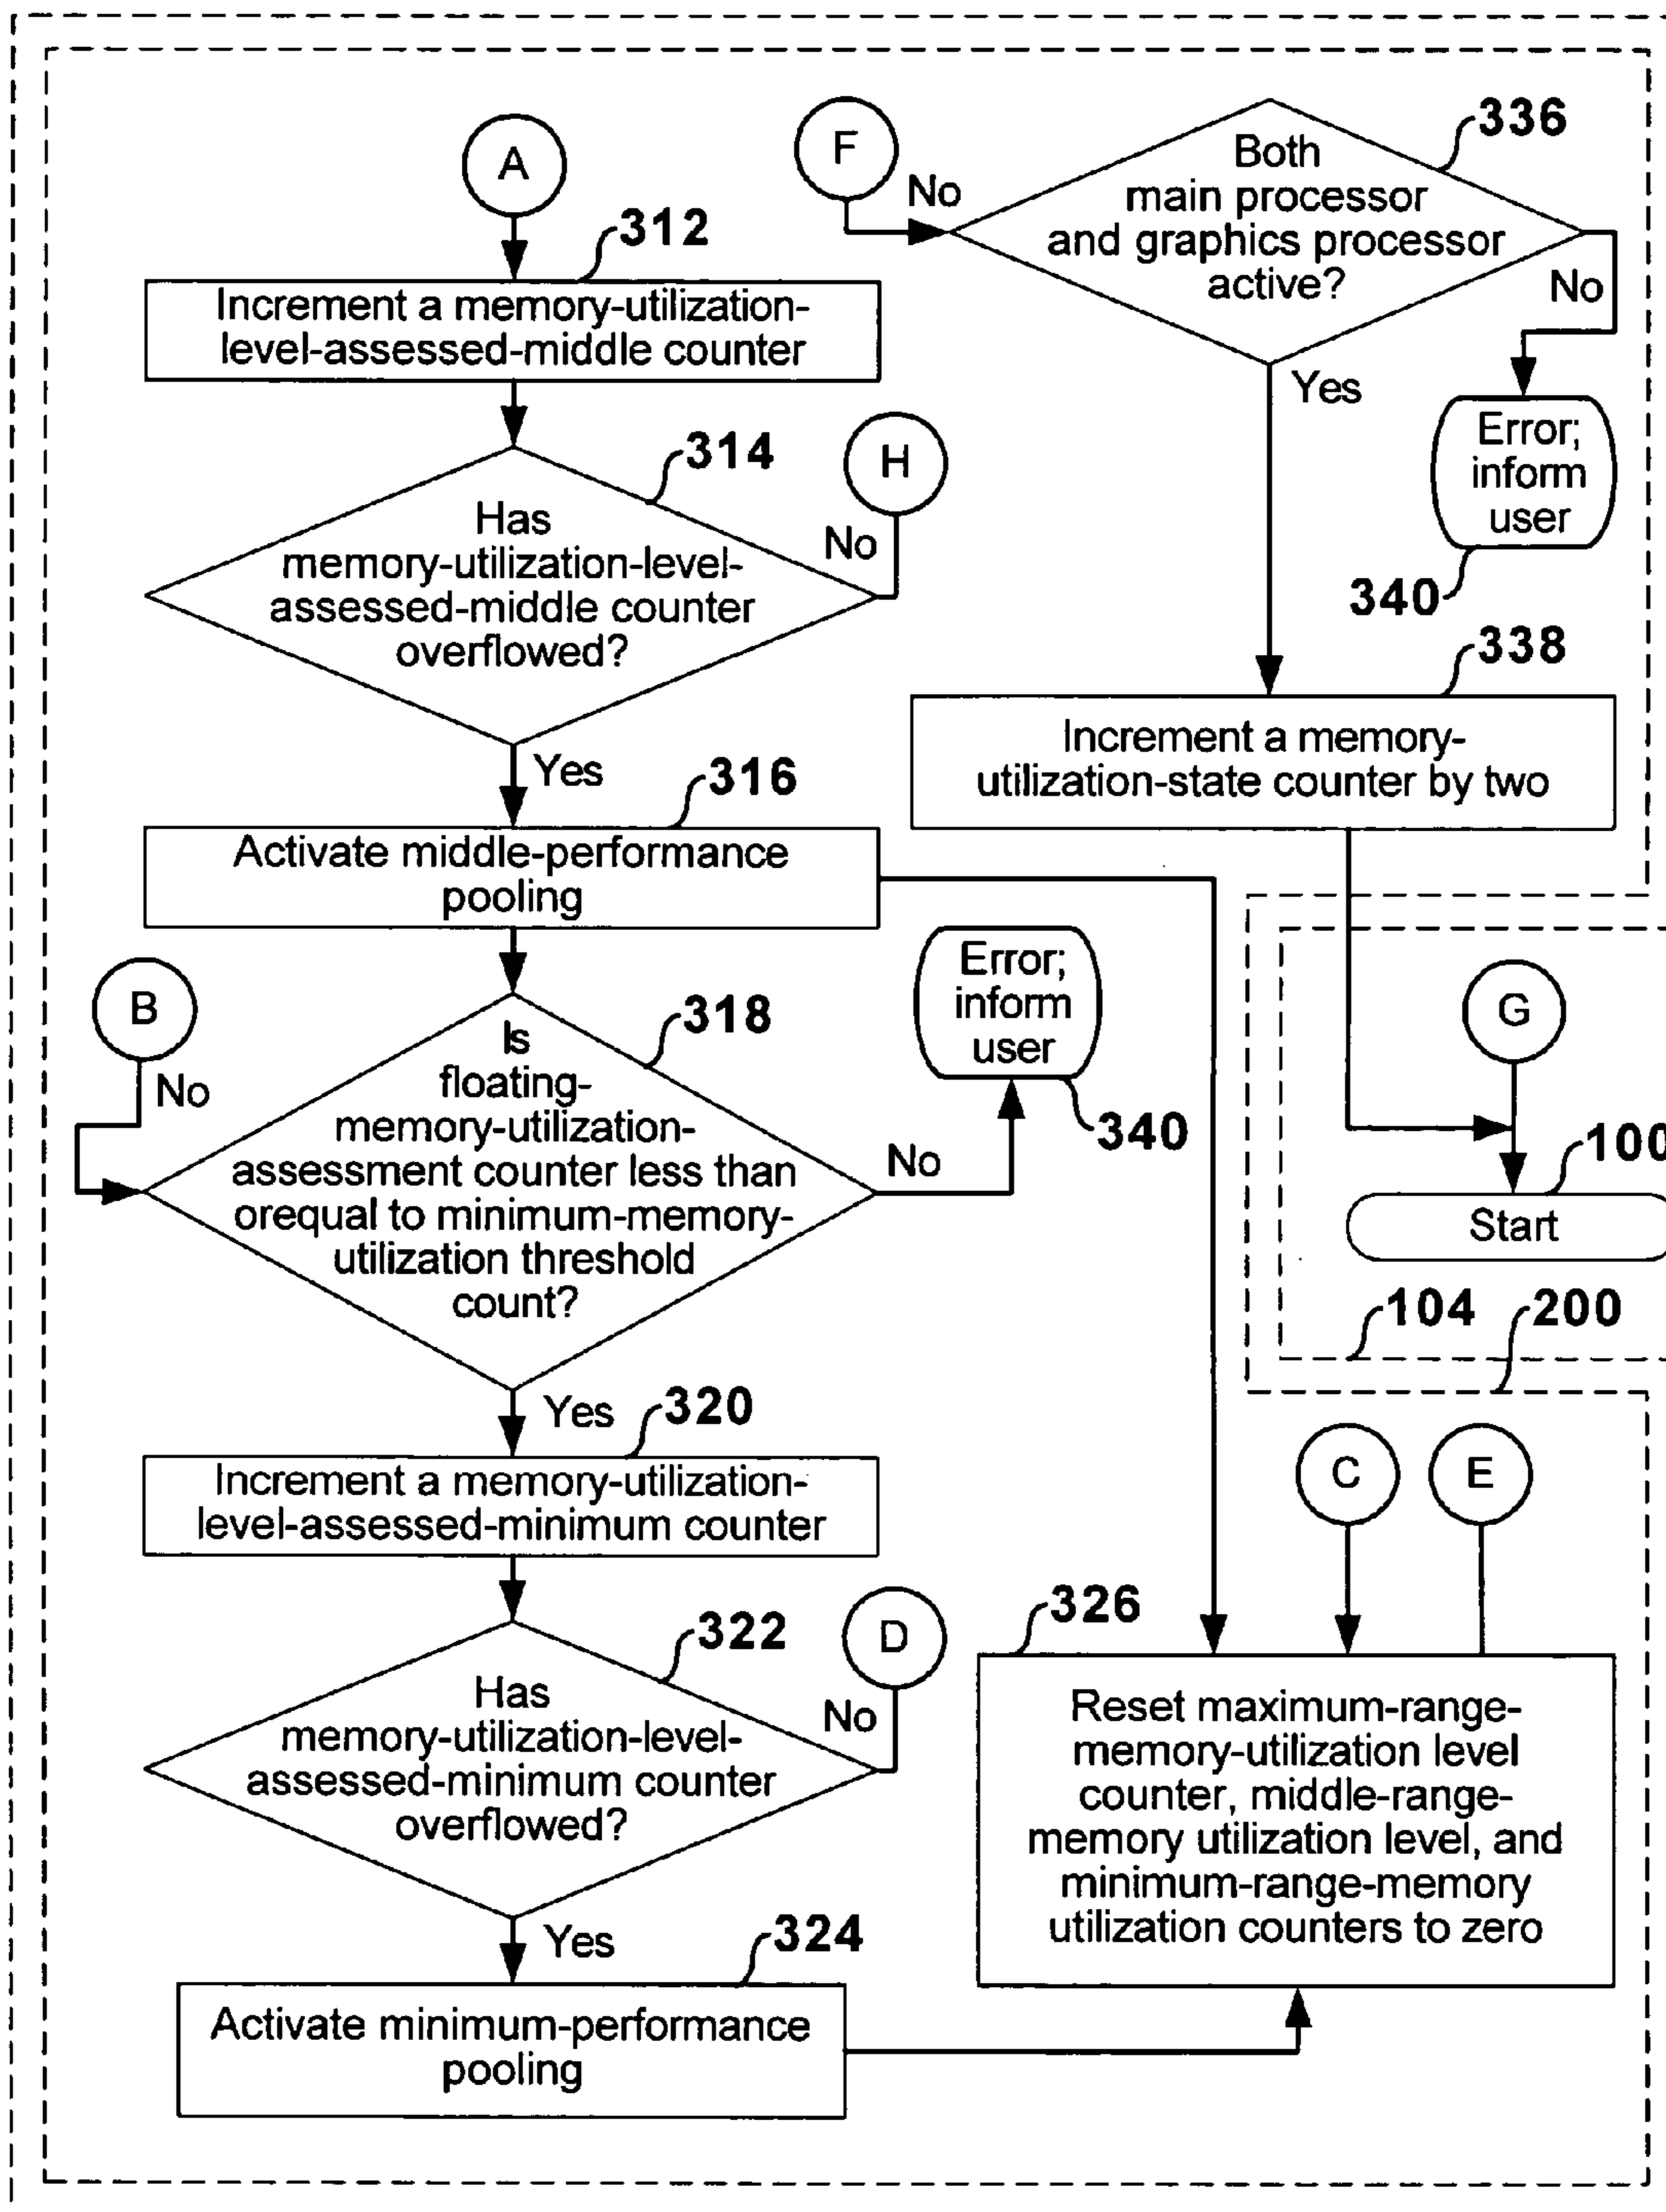 A
312
Increment a memory-utilization-
level-assessed-middle counter
314
Has
memory-utilization-level-
assessed-middle counter
overflowed?
No
H
Yes
316
Activate middle-performance
pooling
B
No
318
Is
floating-
memory-utilization-
assessment counter less than
orequal to minimum-memory-
utilization threshold
count?
No
Error;
inform
user
340
Yes
320
Increment a memory-utilization-
level-assessed-minimum counter
322
Has
memory-utilization-level-
assessed-minimum counter
overflowed?
No
D
Yes
324
Activate minimum-performance
pooling
F
No
336
Both
main processor
and graphics processor
active?
No
Error;
inform
user
340
Yes
338
Increment a memory-
utilization-state counter by two
G
100
Start
104
200
C
E
326
Reset maximum-range-
memory-utilization level
counter, middle-range-
memory utilization level, and
minimum-range-memory
utilization counters to zero